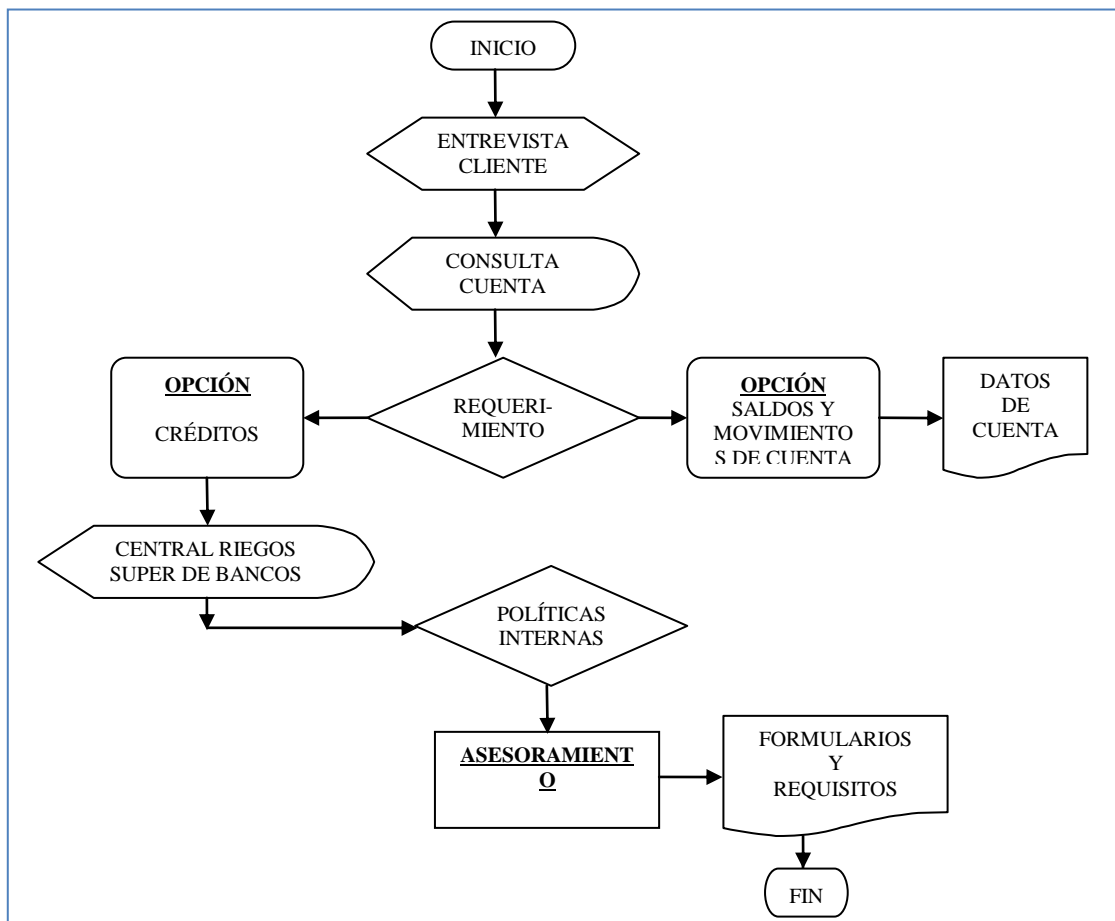 INICIO
ENTREVISTA
CLIENTE
CONSULTA
CUENTA
OPCIÓN
CRÉDITOS
REQUERI-
MIENTO
OPCIÓN
SALDOS Y
MOVIMIENTO
S DE CUENTA
DATOS
DE
CUENTA
CENTRAL RIEGOS
SUPER DE BANCOS
POLÍTICAS
INTERNAS
ASESORAMIENT
O
FORMULARIOS
Y
REQUISITOS
FIN